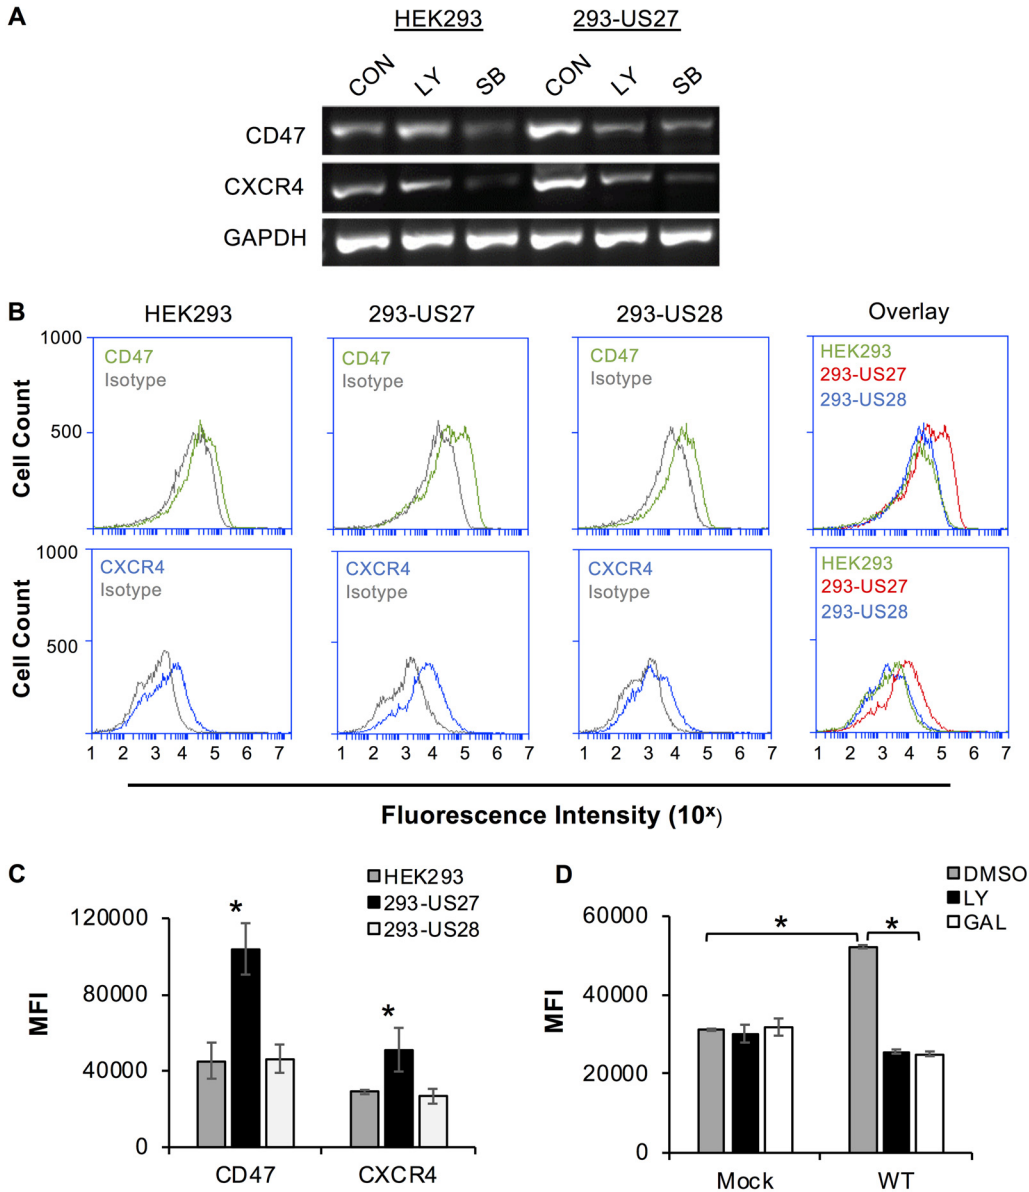 A
HEK293 293-US27
CON LY SB CON LY SB
CD47
CXCR4
GAPDH
B
HEK293 293-US27 293-US28 Overlay
1000
500
Cell Count
CD47
Isotype
CD47
Isotype
CD47
Isotype
HEK293
293-US27
293-US28
1000
500
Cell Count
CXCR4
Isotype
CXCR4
Isotype
CXCR4
Isotype
HEK293
293-US27
293-US28
1 2 3 4 5 6 7 1 2 3 4 5 6 7 1 2 3 4 5 6 7 1 2 3 4 5 6 7
Fluorescence Intensity (10ˣ)
C
HEK293
293-US27
293-US28
120000
80000
40000
0
MFI
* *
CD47 CXCR4
D
DMSO
LY
GAL
60000
40000
20000
0
MFI
* *
Mock WT